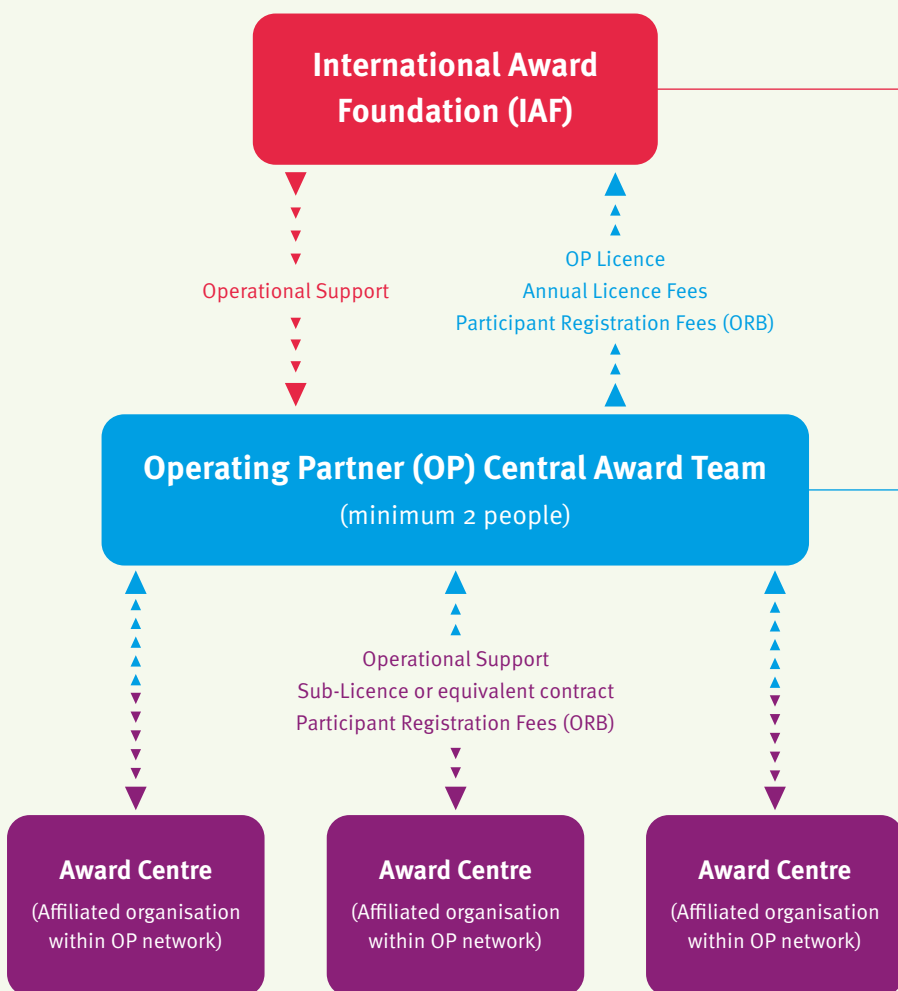 International Award
Foundation (IAF)
Operational Support
OP Licence
Annual Licence Fees
Participant Registration Fees (ORB)
Operating Partner (OP) Central Award Team
(minimum 2 people)
Operational Support
Sub-Licence or equivalent contract
Participant Registration Fees (ORB)
Award Centre
(Affiliated organisation
within OP network)
Award Centre
(Affiliated organisation
within OP network)
Award Centre
(Affiliated organisation
within OP network)